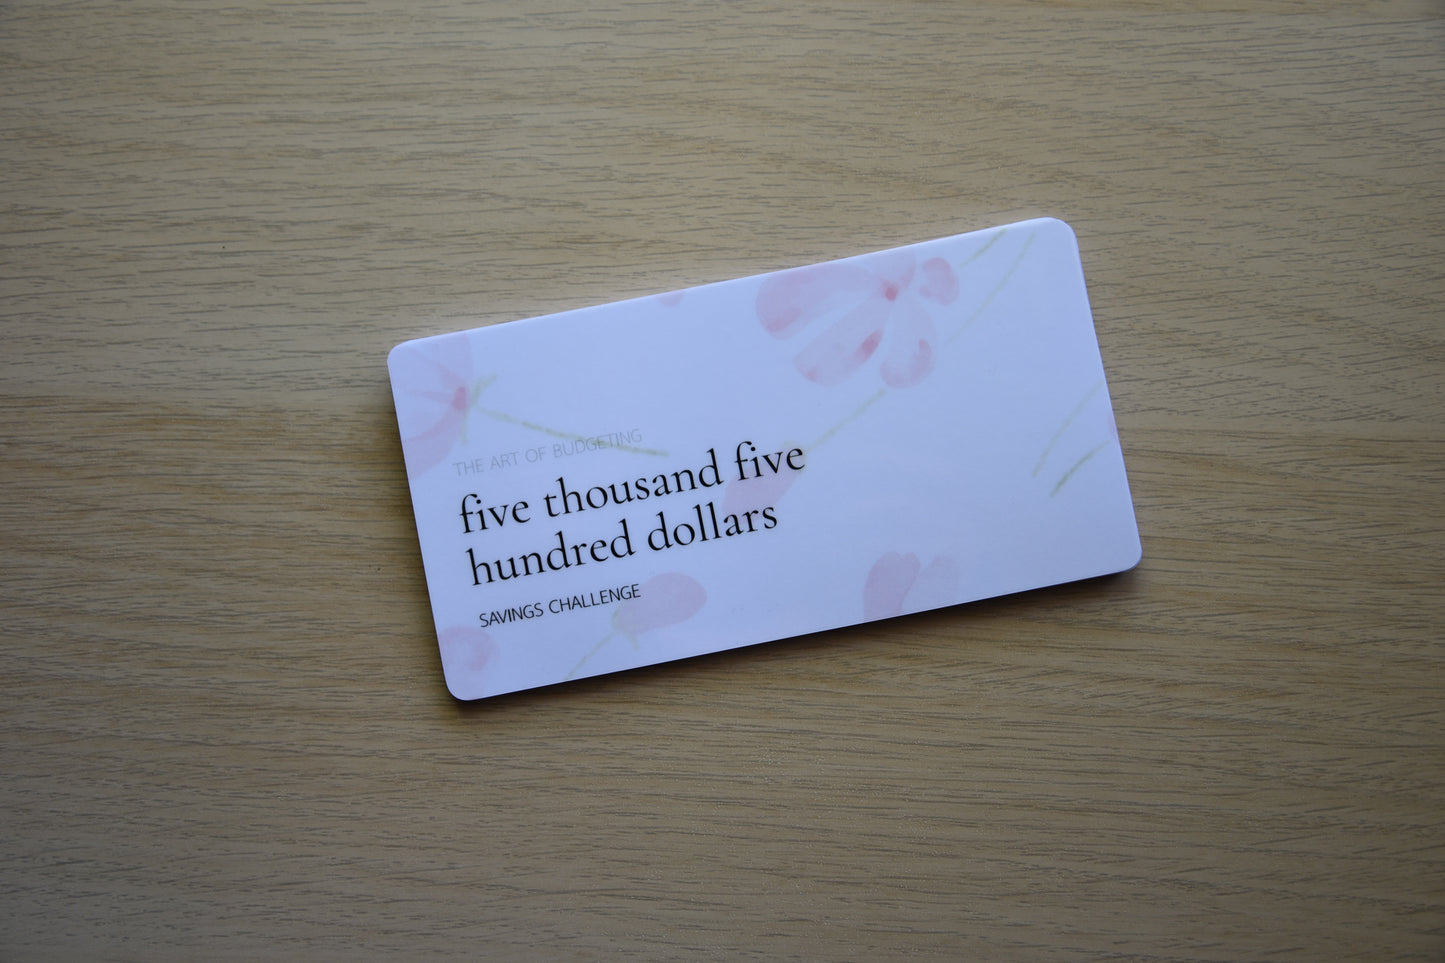 THE ART OF BUDGETING
five thousand five
hundred dollars
SAVINGS CHALLENGE